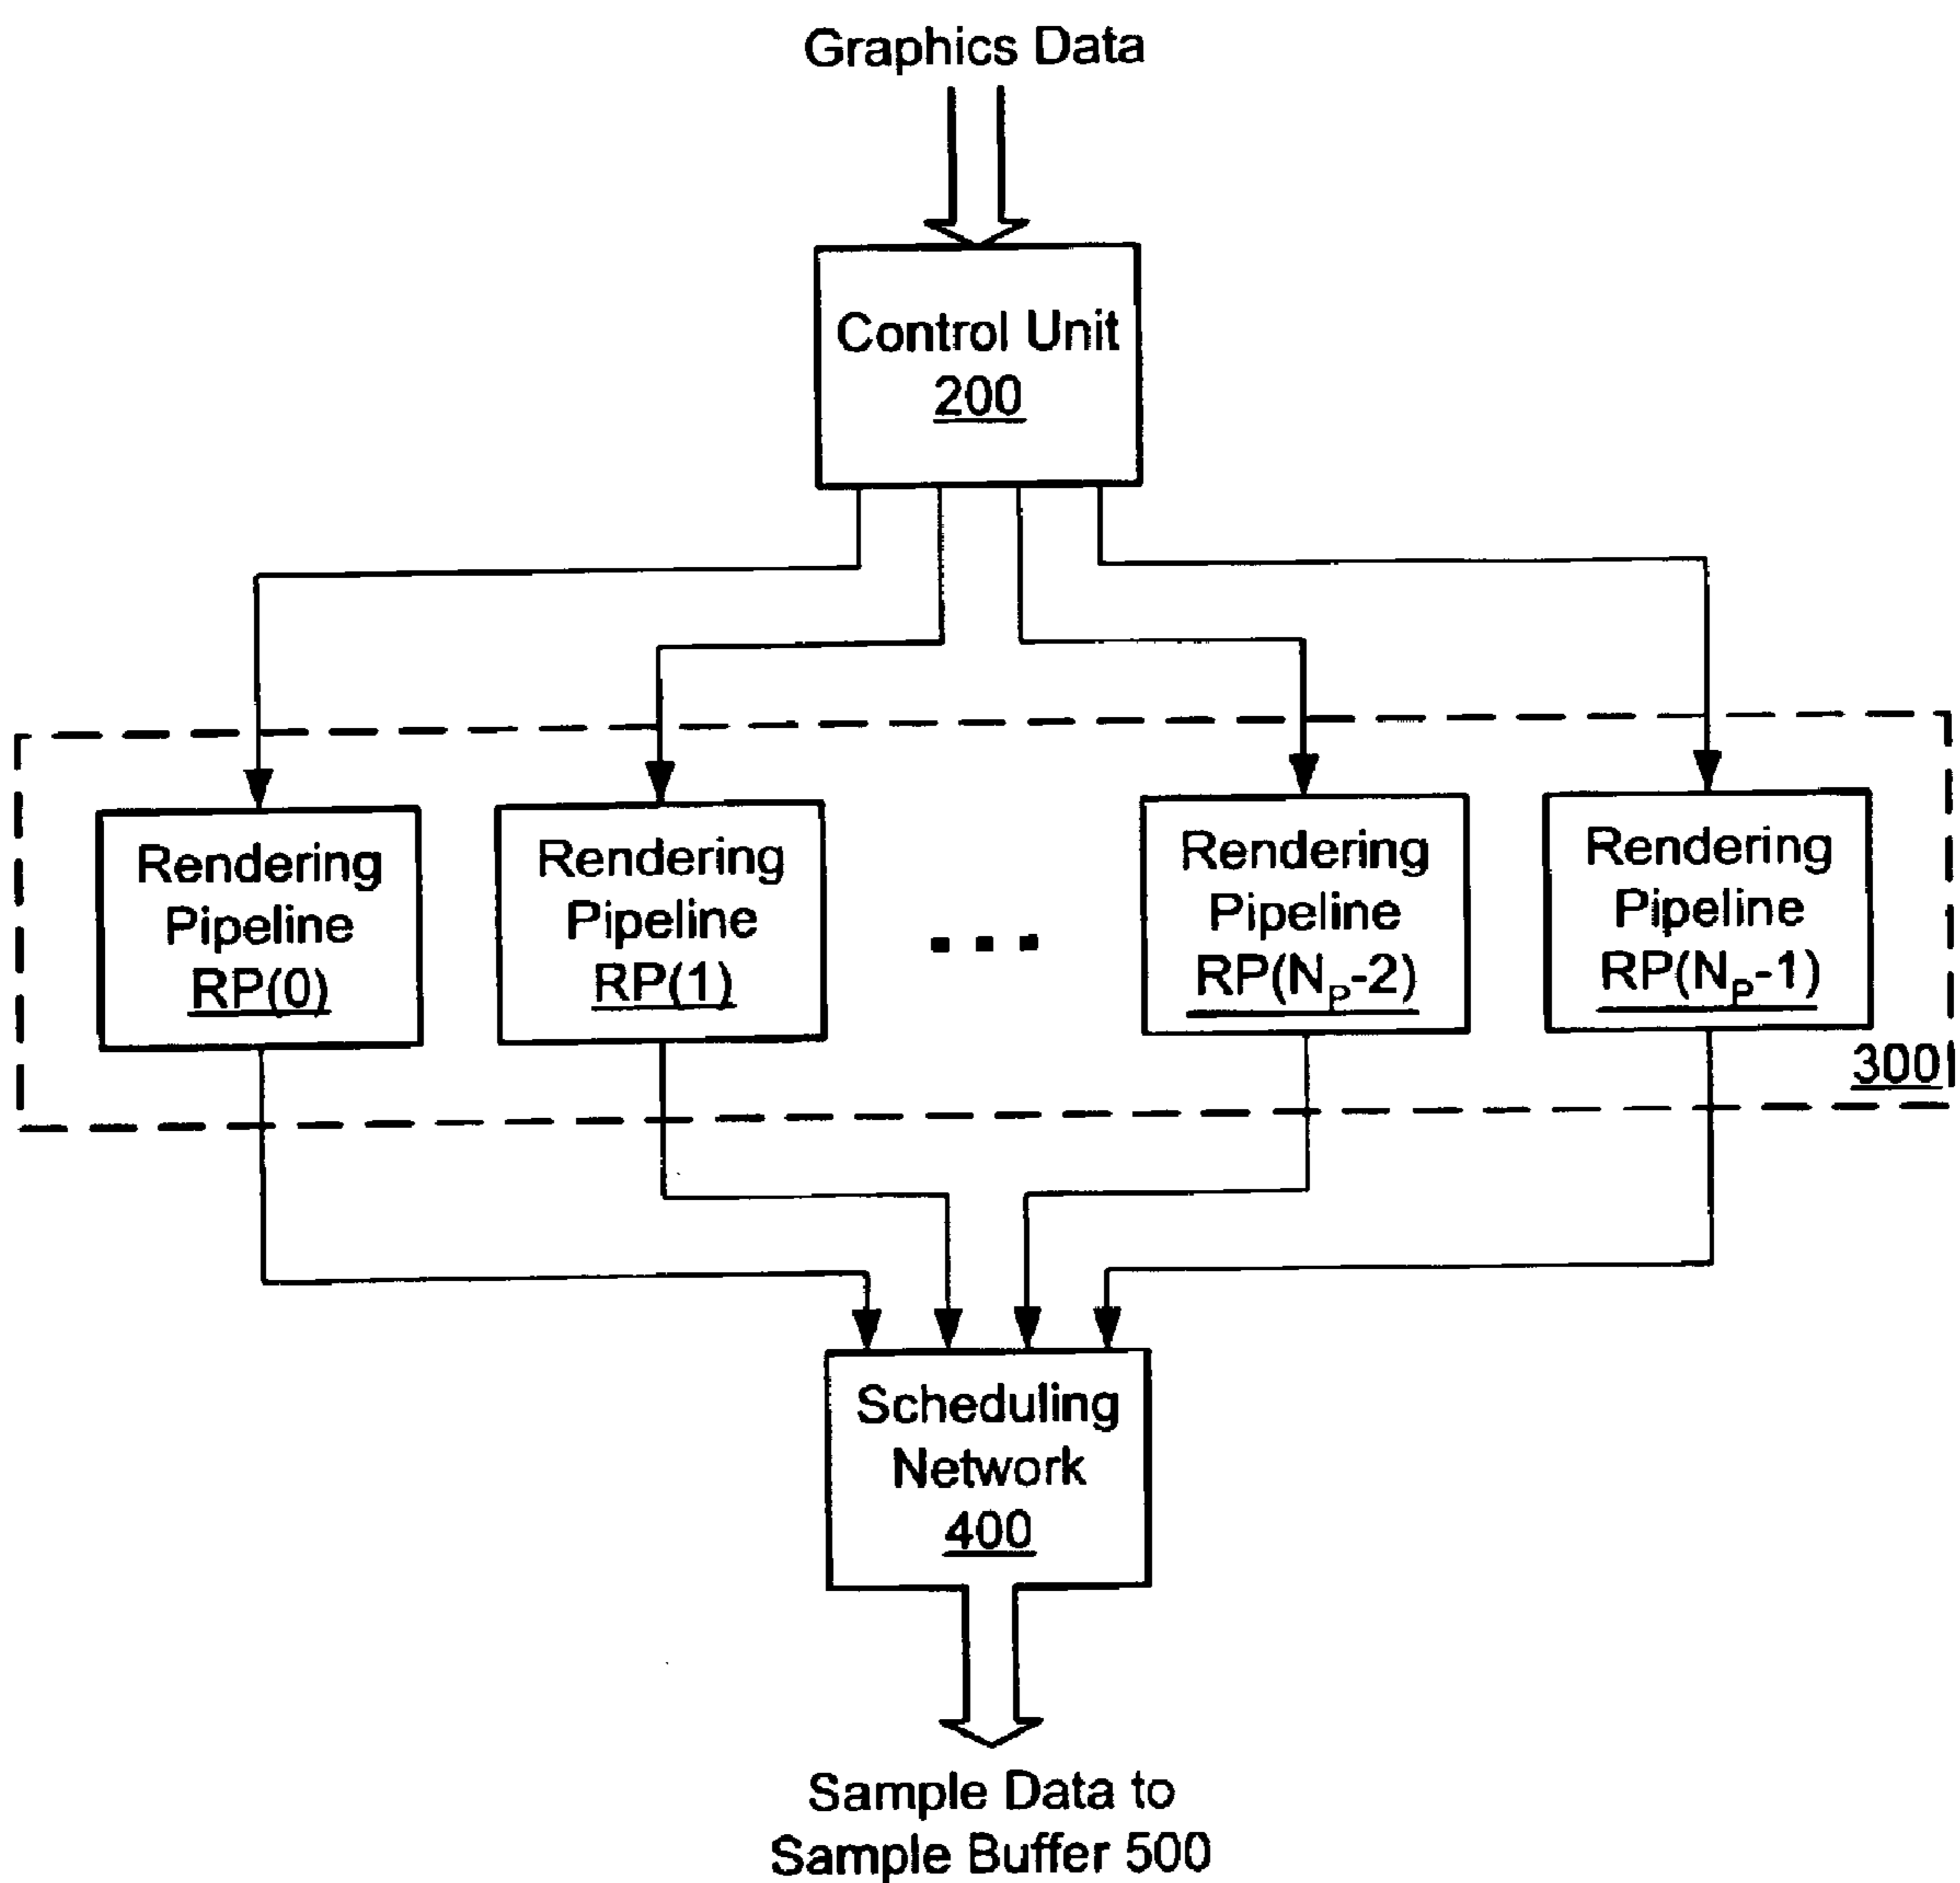 Graphics Data
Control Unit
200
Rendering
Pipeline
RP(0)
Rendering
Pipeline
RP(1)
...
Rendering
Pipeline
RP(N_P-2)
Rendering
Pipeline
RP(N_P-1)
300
Scheduling
Network
400
Sample Data to
Sample Buffer 500